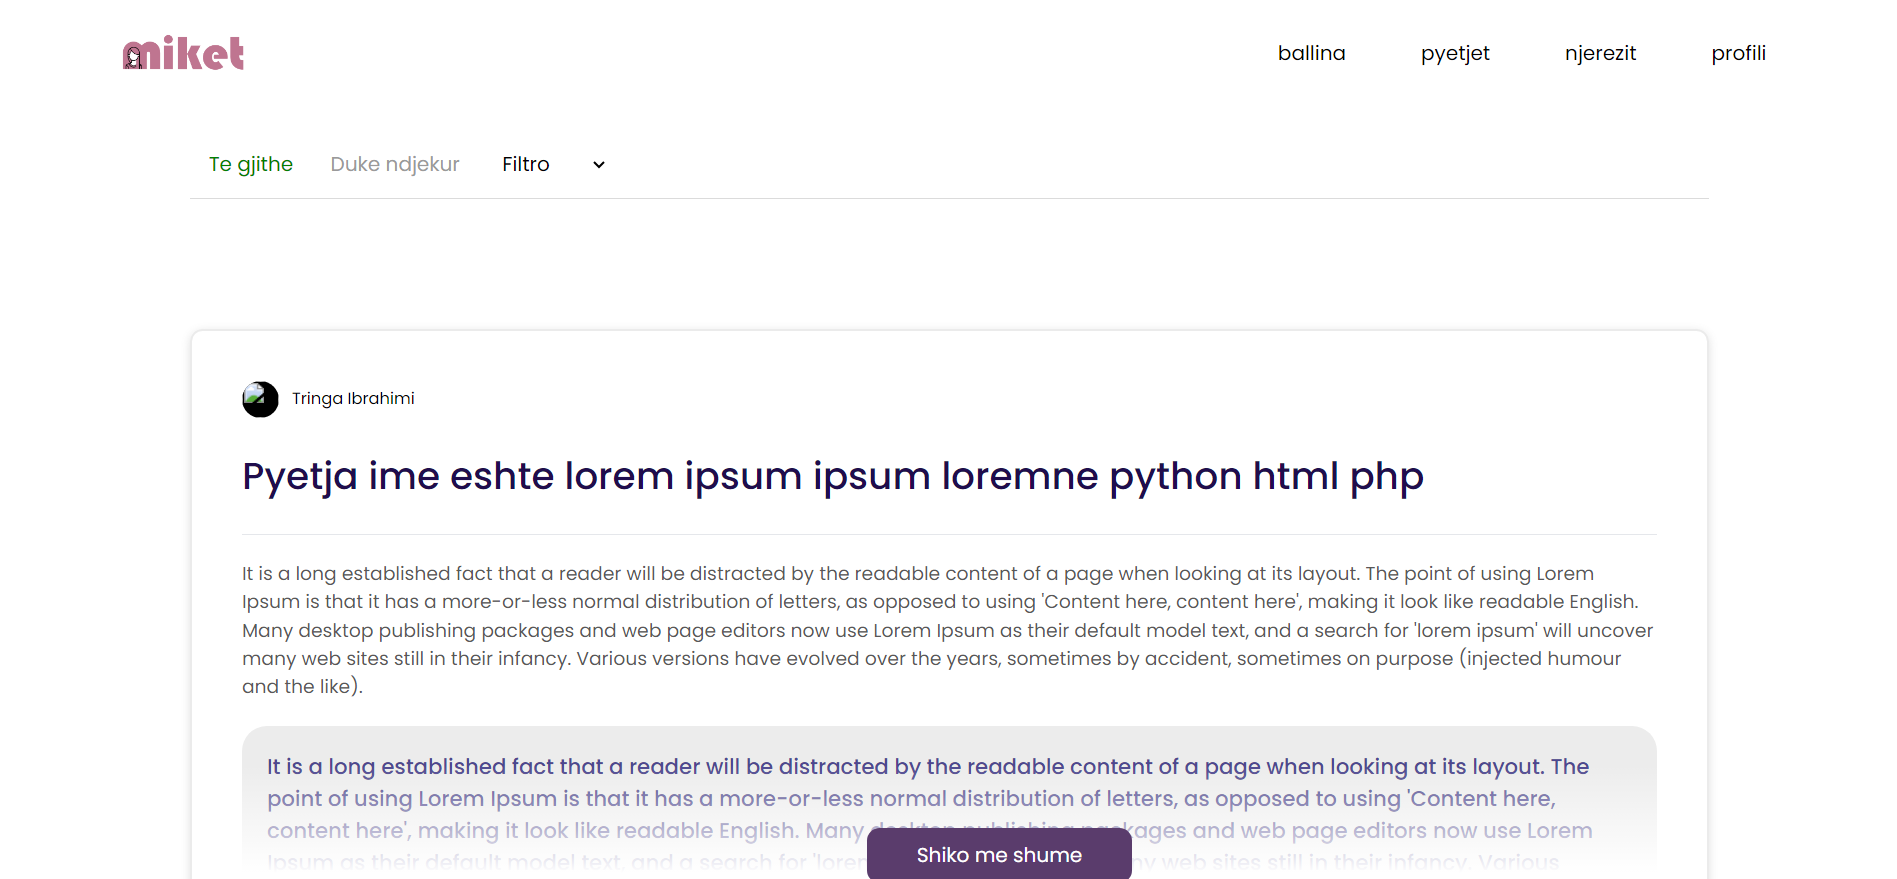 miket
ballina pyetjet njerezit profili
Te gjithe Duke ndjekur Filtro
Tringa Ibrahimi
Pyetja ime eshte lorem ipsum ipsum loremne python html php
It is a long established fact that a reader will be distracted by the readable content of a page when looking at its layout. The point of using Lorem
Ipsum is that it has a more-or-less normal distribution of letters, as opposed to using 'Content here, content here', making it look like readable English.
Many desktop publishing packages and web page editors now use Lorem Ipsum as their default model text, and a search for 'lorem ipsum' will uncover
many web sites still in their infancy. Various versions have evolved over the years, sometimes by accident, sometimes on purpose (injected humour
and the like).
It is a long established fact that a reader will be distracted by the readable content of a page when looking at its layout. The
point of using Lorem Ipsum is that it has a more-or-less normal distribution of letters, as opposed to using 'Content here,
content here', making it look like readable English. Many desktop publishing packages and web page editors now use Lorem
Ipsum as their default model text, and a search for web sites still in their infancy. Various
Shiko me shume